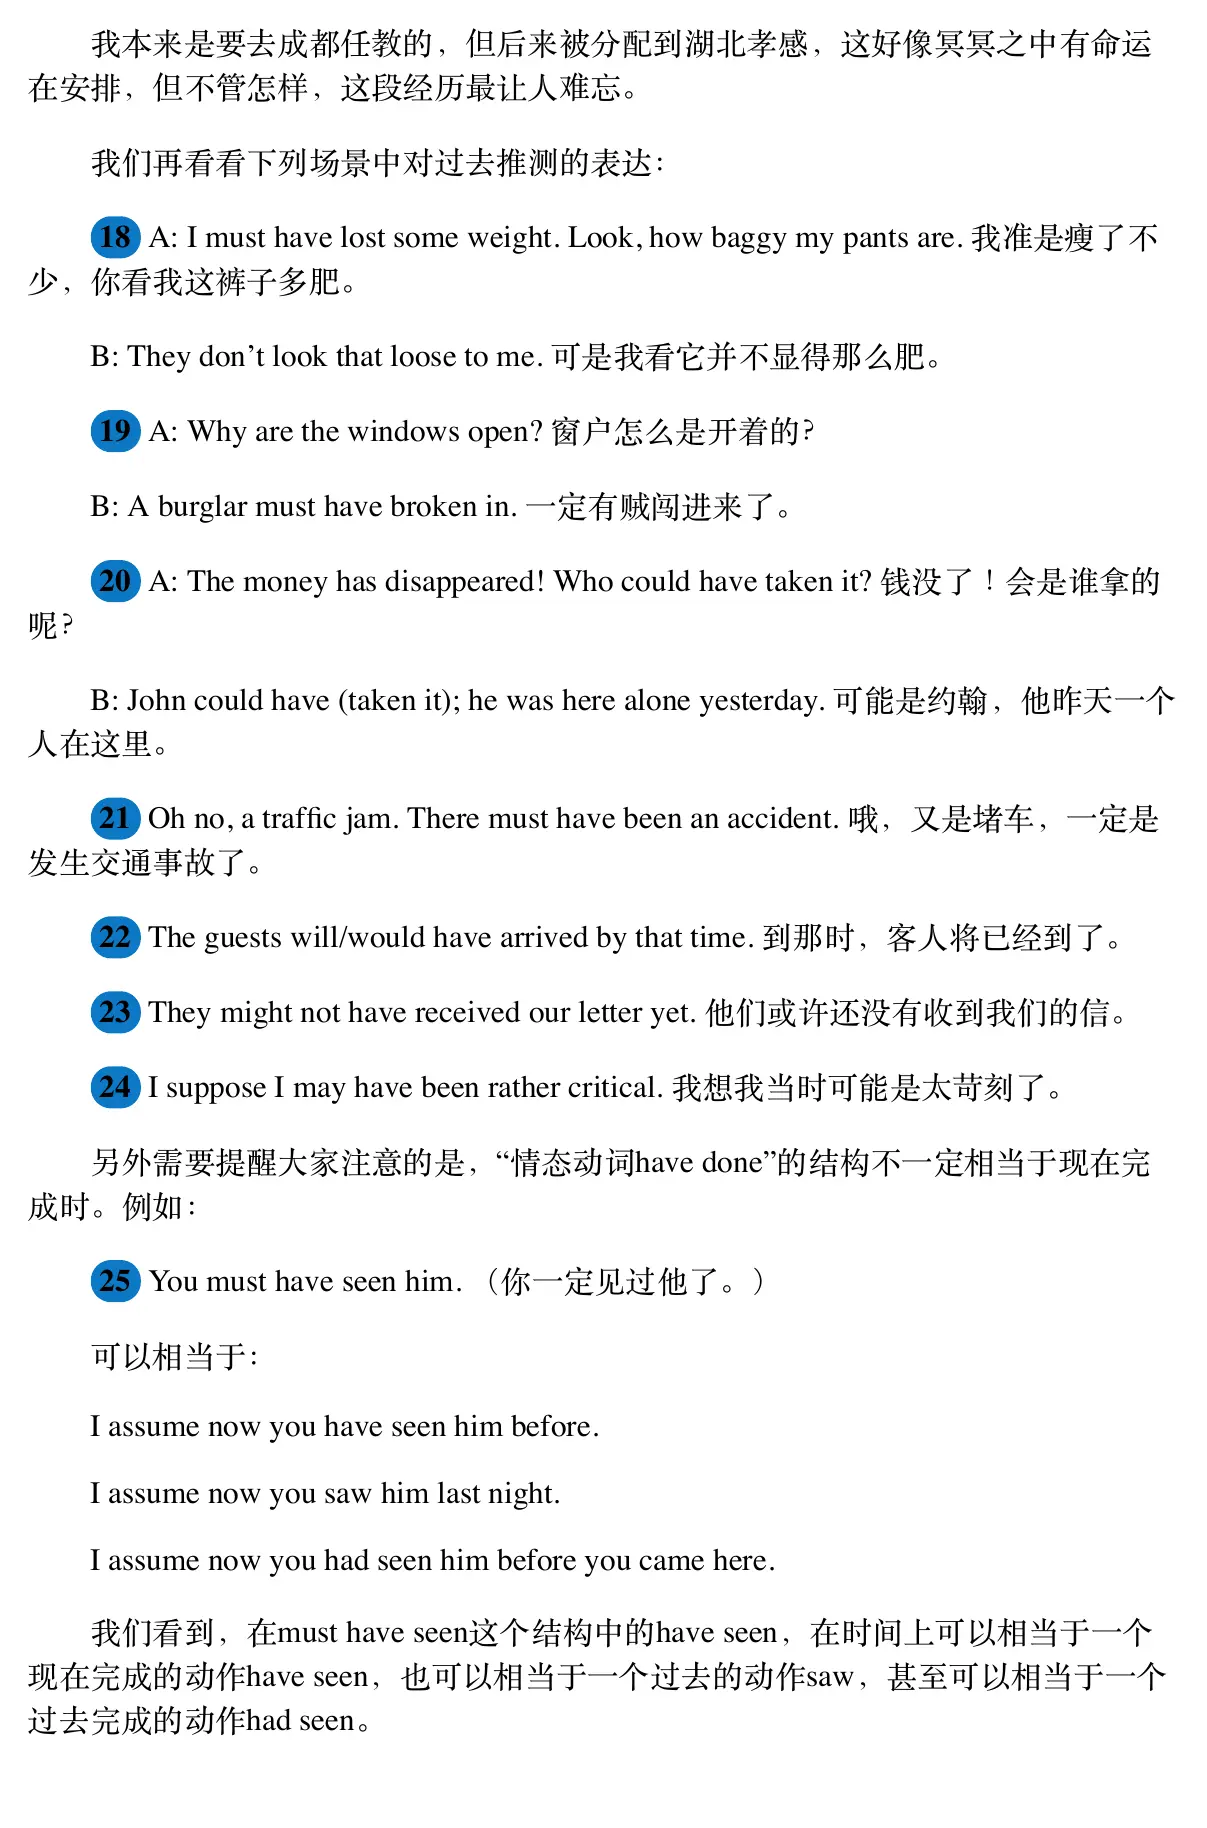 我本来是要去成都任教的，但后来被分配到湖北孝感，这好像冥冥之中有命运
在安排，但不管怎样，这段经历最让人难忘。
我们再看看下列场景中对过去推测的表达：
18 A: I must have lost some weight. Look, how baggy my pants are. 我准是瘦了不
少，你看我这裤子多肥。
B: They don’t look that loose to me. 可是我看它并不显得那么肥。
19 A: Why are the windows open? 窗户怎么是开着的？
B: A burglar must have broken in. 一定有贼闯进来了。
20 A: The money has disappeared! Who could have taken it? 钱没了！会是谁拿的
呢？
B: John could have (taken it); he was here alone yesterday. 可能是约翰，他昨天一个
人在这里。
21 Oh no, a traffic jam. There must have been an accident. 哦，又是堵车，一定是
发生交通事故了。
22 The guests will/would have arrived by that time. 到那时，客人将已经到了。
23 They might not have received our letter yet. 他们或许还没有收到我们的信。
24 I suppose I may have been rather critical. 我想我当时可能是太苛刻了。
另外需要提醒大家注意的是，“情态动词have done”的结构不一定相当于现在完
成时。例如：
25 You must have seen him. （你一定见过他了。）
可以相当于：
I assume now you have seen him before.
I assume now you saw him last night.
I assume now you had seen him before you came here.
我们看到，在must have seen这个结构中的have seen，在时间上可以相当于一个
现在完成的动作have seen，也可以相当于一个过去的动作saw，甚至可以相当于一个
过去完成的动作had seen。